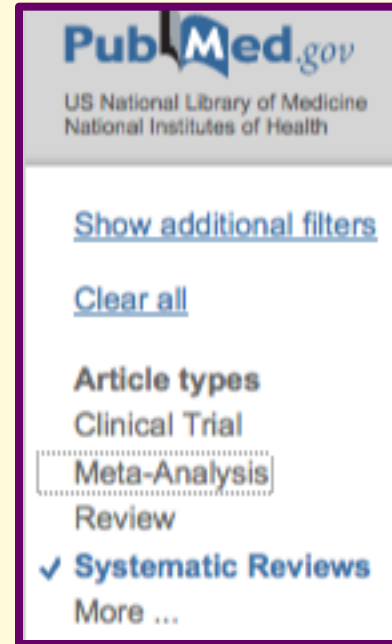 PubMed.gov
US National Library of Medicine
National Institutes of Health
Show additional filters
Clear all
Article types
Clinical Trial
Meta-Analysis
Review
✓ Systematic Reviews
More ...